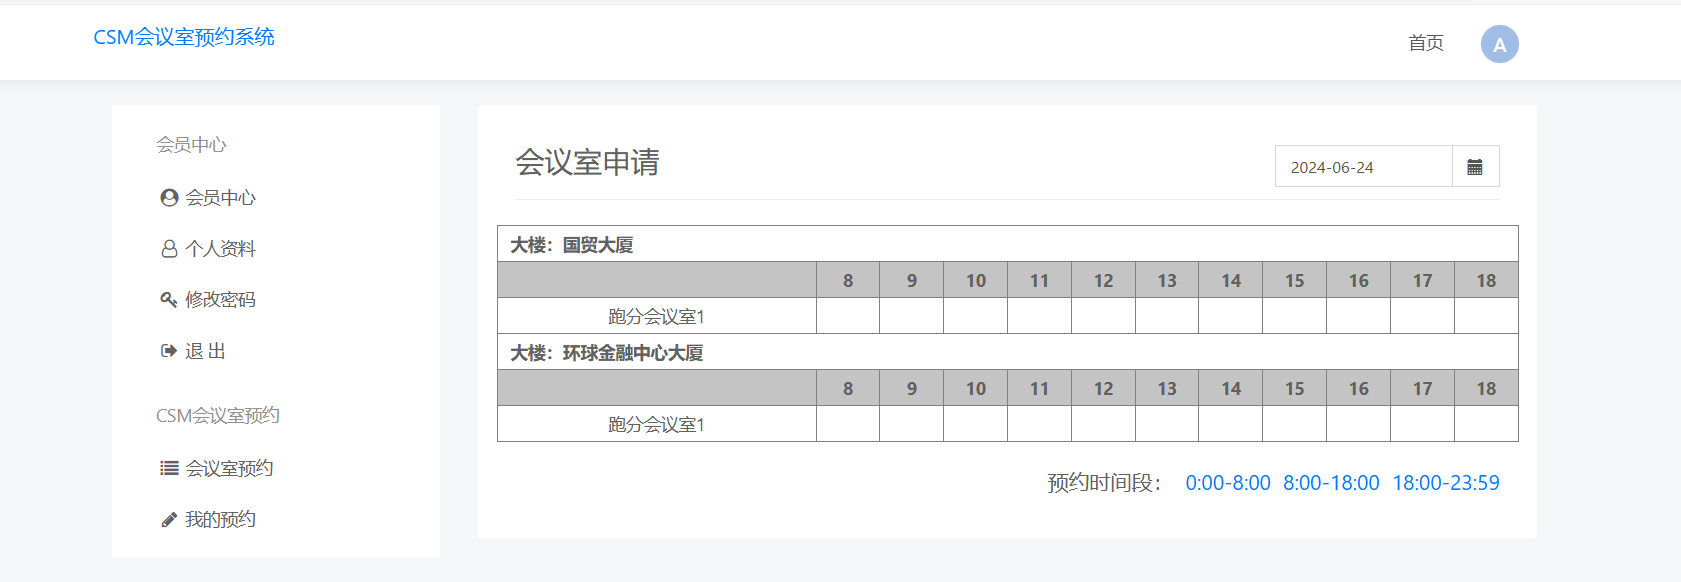 CSM会议室预约系统
首页
A
会员中心
会员中心
个人资料
修改密码
退 出
CSM会议室预约
会议室预约
我的预约
会议室申请
2024-06-24
大楼：国贸大厦
8 9 10 11 12 13 14 15 16 17 18
跑分会议室1
大楼：环球金融中心大厦
8 9 10 11 12 13 14 15 16 17 18
跑分会议室1
预约时间段： 0:00-8:00 8:00-18:00 18:00-23:59